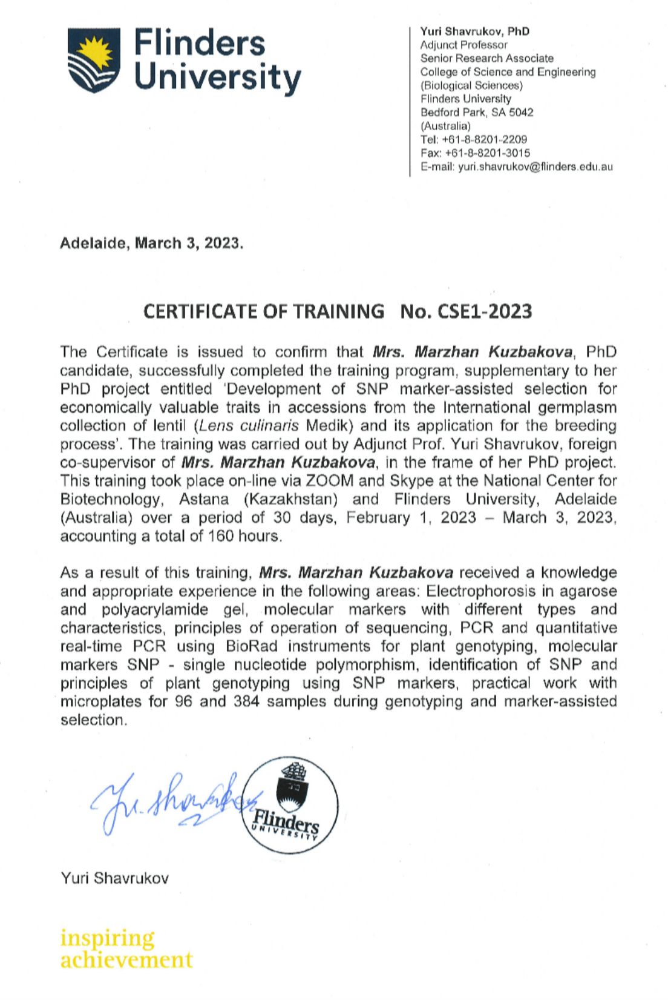 Flinders
University
Yuri Shavrukov, PhD
Adjunct Professor
Senior Research Associate
College of Science and Engineering
(Biological Sciences)
Flinders University
Bedford Park, SA 5042
(Australia)
Tel: +61-8-8201-2209
Fax: +61-8-8201-3015
E-mail: yuri.shavrukov@flinders.edu.au
Adelaide, March 3, 2023.
CERTIFICATE OF TRAINING No. CSE1-2023
The Certificate is issued to confirm that Mrs. Marzhan Kuzbakova, PhD
candidate, successfully completed the training program, supplementary to her
PhD project entitled 'Development of SNP marker-assisted selection for
economically valuable traits in accessions from the International germplasm
collection of lentil (Lens culinaris Medik) and its application for the breeding
process'. The training was carried out by Adjunct Prof. Yuri Shavrukov, foreign
co-supervisor of Mrs. Marzhan Kuzbakova, in the frame of her PhD project.
This training took place on-line via ZOOM and Skype at the National Center for
Biotechnology, Astana (Kazakhstan) and Flinders University, Adelaide
(Australia) over a period of 30 days, February 1, 2023 – March 3, 2023,
accounting a total of 160 hours.
As a result of this training, Mrs. Marzhan Kuzbakova received a knowledge
and appropriate experience in the following areas: Electrophorosis in agarose
and polyacrylamide gel, molecular markers with different types and
characteristics, principles of operation of sequencing, PCR and quantitative
real-time PCR using BioRad instruments for plant genotyping, molecular
markers SNP - single nucleotide polymorphism, identification of SNP and
principles of plant genotyping using SNP markers, practical work with
microplates for 96 and 384 samples during genotyping and marker-assisted
selection.
Yu. Shavrukov
Flinders
UNIVERSITY
Yuri Shavrukov
inspiring
achievement